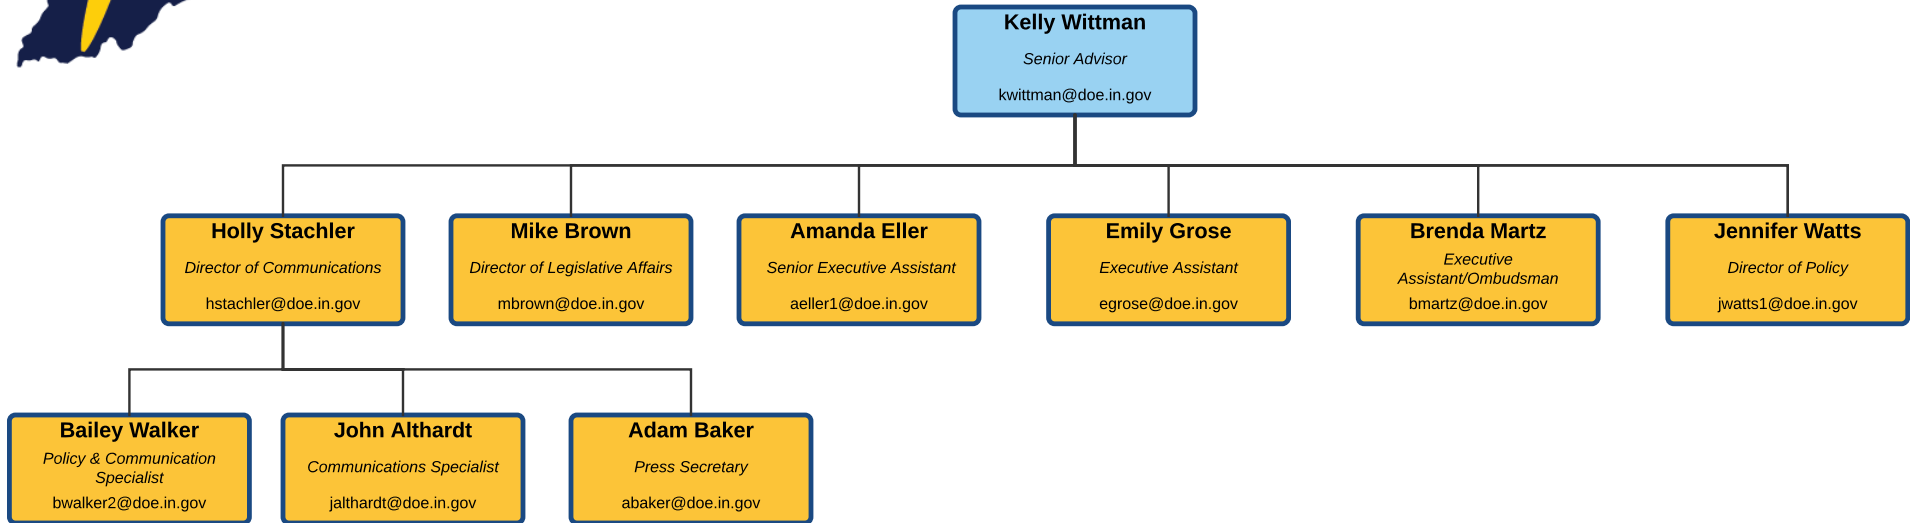 Kelly Wittman
Senior Advisor
kwittman@doe.in.gov
Holly Stachler
Director of Communications
hstachler@doe.in.gov
Mike Brown
Director of Legislative Affairs
mbrown@doe.in.gov
Amanda Eller
Senior Executive Assistant
aeller1@doe.in.gov
Emily Grose
Executive Assistant
egrose@doe.in.gov
Brenda Martz
Executive
Assistant/Ombudsman
bmartz@doe.in.gov
Jennifer Watts
Director of Policy
jwatts1@doe.in.gov
Bailey Walker
Policy & Communication
Specialist
bwalker2@doe.in.gov
John Althardt
Communications Specialist
jalthardt@doe.in.gov
Adam Baker
Press Secretary
abaker@doe.in.gov